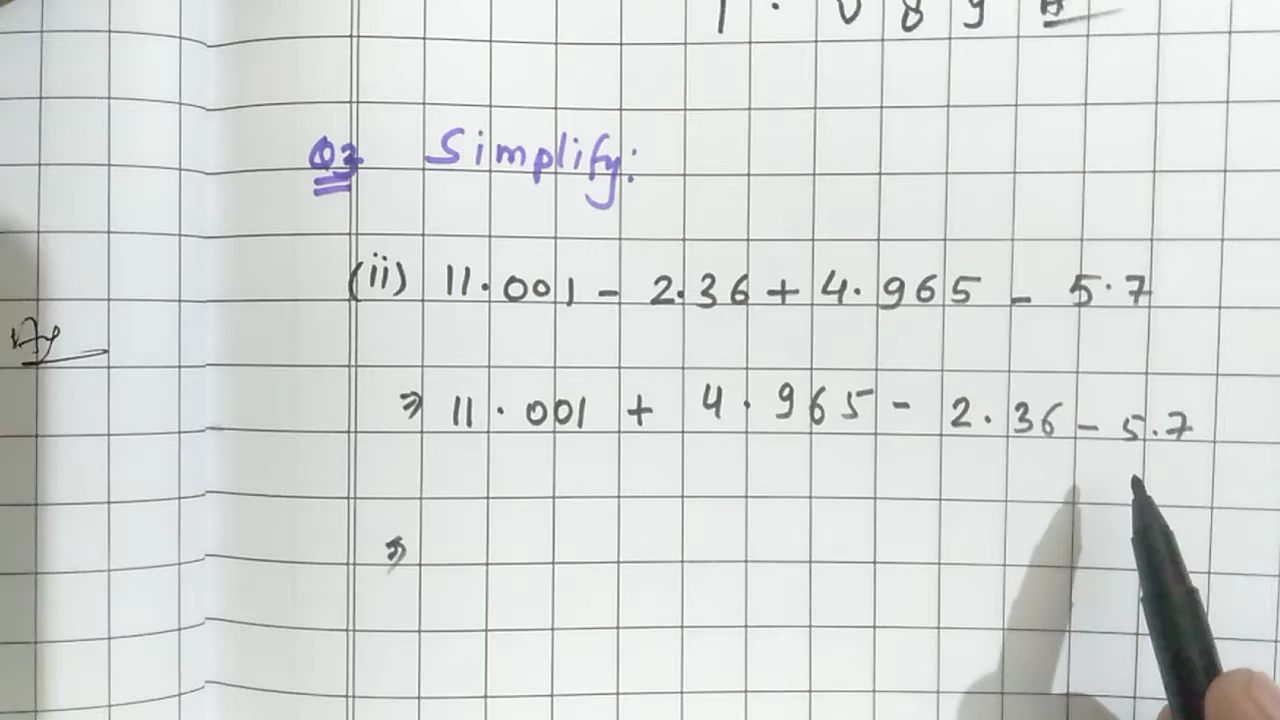 Q3 Simplify:
(ii) 11.001 - 2.36 + 4.965 - 5.7
⇒ 11.001 + 4.965 - 2.36 - 5.7
⇒